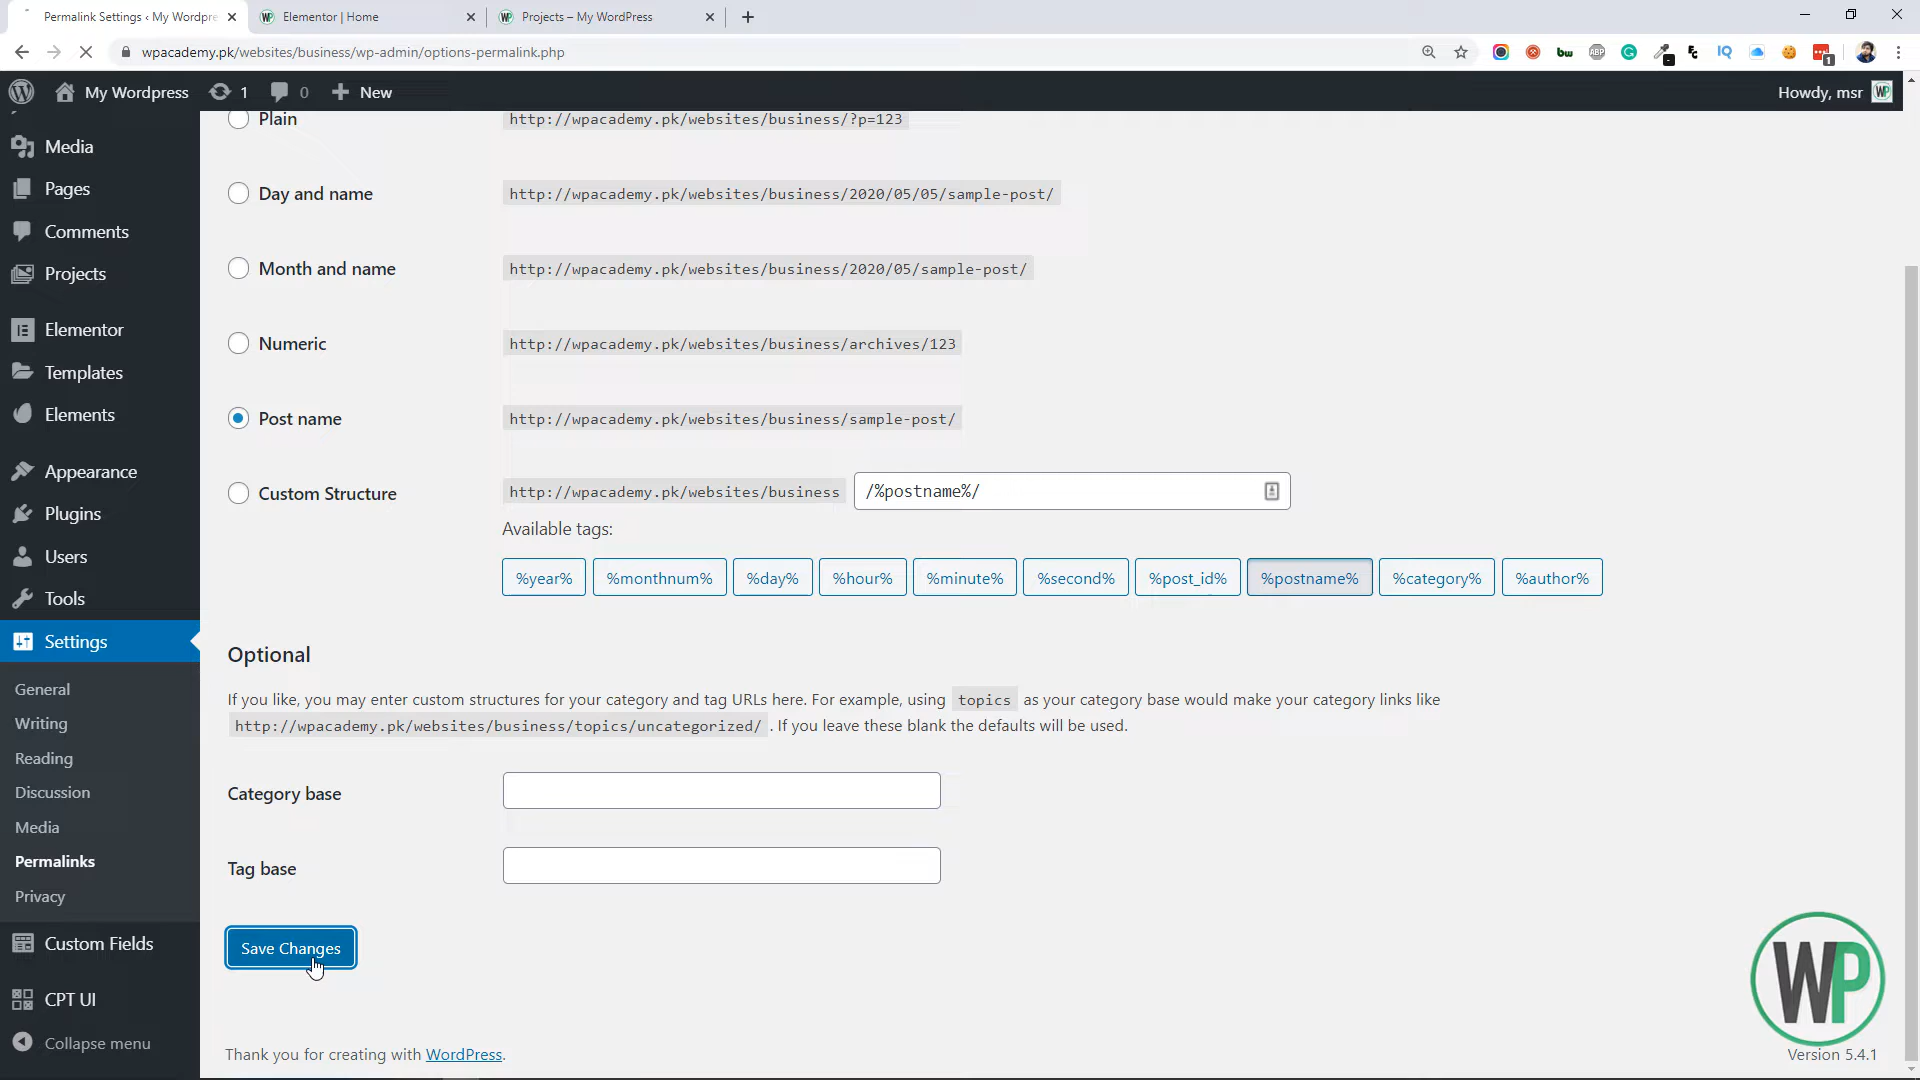 Permalink Settings ‹ My Wordpre
Elementor | Home
Projects – My WordPress
wpacademy.pk/websites/business/wp-admin/options-permalink.php
bw
ABP
IQ
1
My Wordpress
1
0
New
Howdy, msr
WP
Media
Pages
Comments
Projects
Elementor
Templates
Elements
Appearance
Plugins
Users
Tools
Settings
General
Writing
Reading
Discussion
Media
Permalinks
Privacy
Custom Fields
CPT UI
Collapse menu
Plain
http://wpacademy.pk/websites/business/?p=123
Day and name
http://wpacademy.pk/websites/business/2020/05/05/sample-post/
Month and name
http://wpacademy.pk/websites/business/2020/05/sample-post/
Numeric
http://wpacademy.pk/websites/business/archives/123
Post name
http://wpacademy.pk/websites/business/sample-post/
Custom Structure
http://wpacademy.pk/websites/business /%postname%/
Available tags:
%year% %monthnum% %day% %hour% %minute% %second% %post_id% %postname% %category% %author%
Optional
If you like, you may enter custom structures for your category and tag URLs here. For example, using topics as your category base would make your category links like
http://wpacademy.pk/websites/business/topics/uncategorized/ . If you leave these blank the defaults will be used.
Category base
Tag base
Save Changes
Thank you for creating with WordPress.
WP
Version 5.4.1